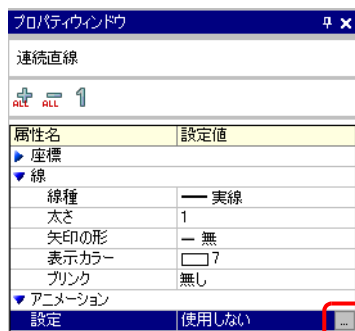 プロパティウィンドウ
連続直線
ALL ALL 1
属性名 設定値
座標
線
線種 実線
太さ 1
矢印の形 無
表示カラー 7
ブリンク 無し
アニメーション
設定 使用しない ...